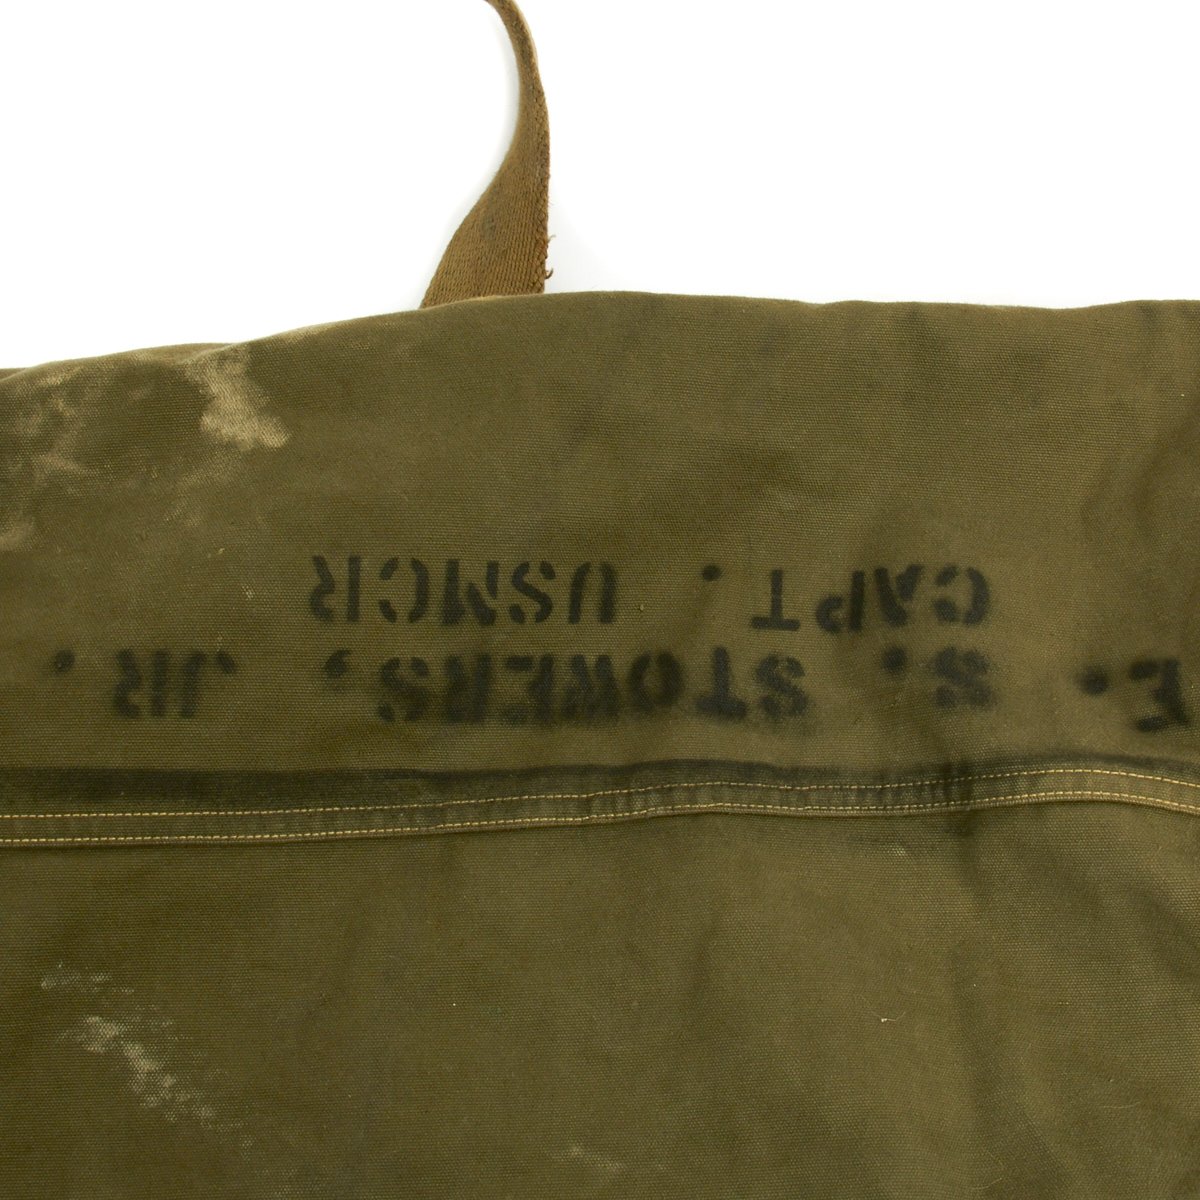 E. S. STOWERS, JR.
CAPT. USMCR